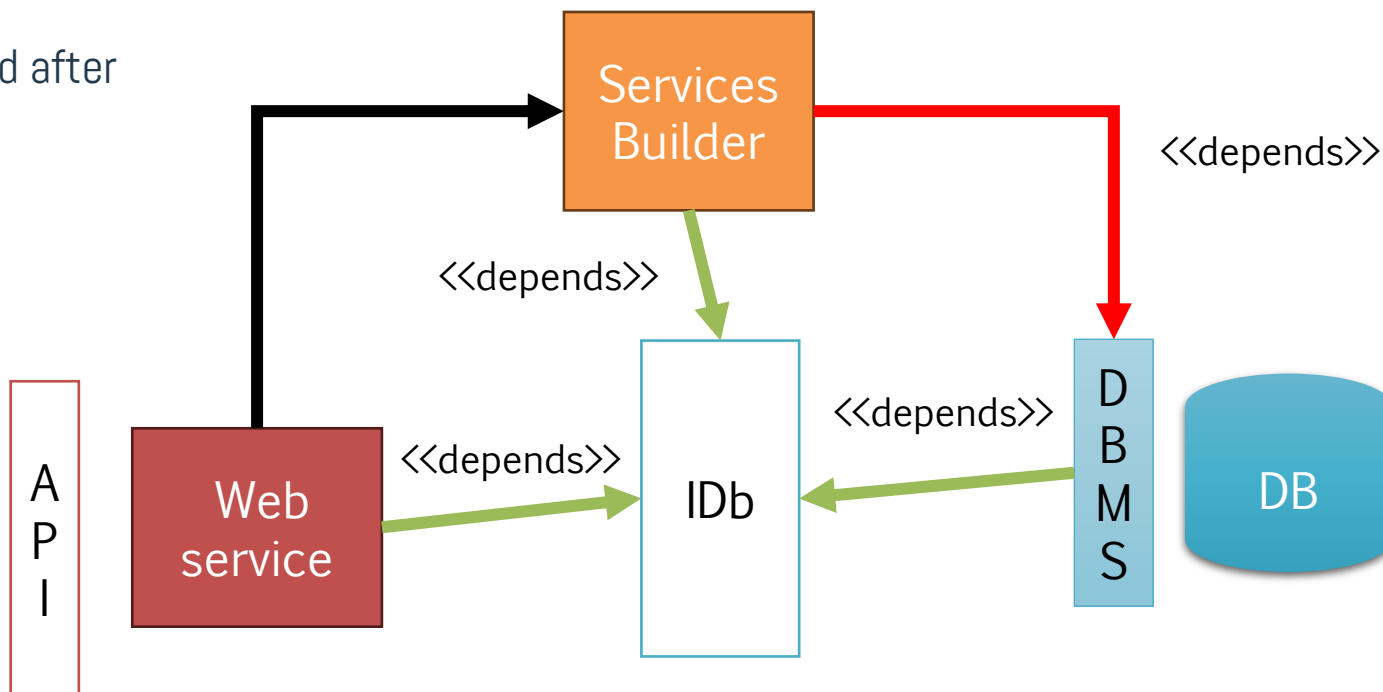 d after
Services
Builder
<<depends>>
<<depends>>
<<depends>>
<<depends>>
A
P
I
Web
service
IDb
D
B
M
S
DB